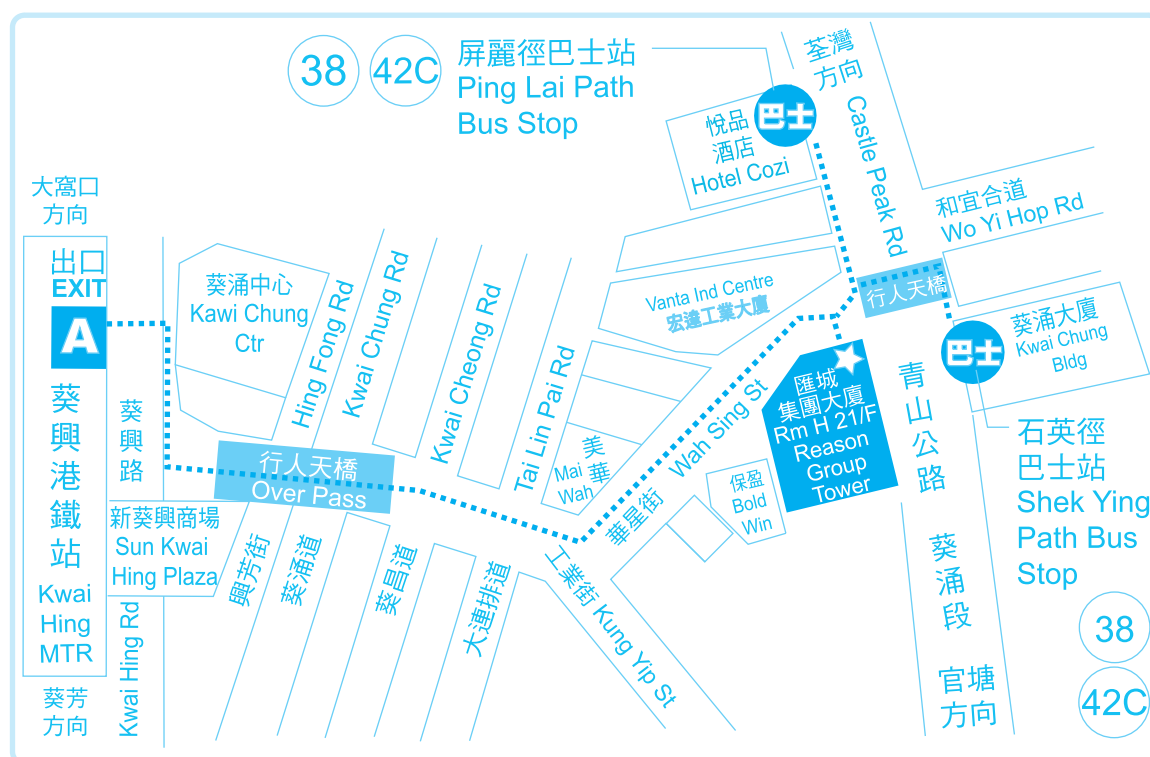 38
42C
屏麗徑巴士站
Ping Lai Path
Bus Stop
荃灣
方向
巴士
悅品
酒店
Hotel Cozi
Castle Peak Rd
和宜合道
Wo Yi Hop Rd
大窩口
方向
出口
EXIT
A
葵興港鐵站
Kwai
Hing
MTR
葵芳
方向
葵興路
Kwai Hing Rd
葵涌中心
Kawi Chung
Ctr
Hing Fong Rd
Kwai Chung Rd
Kwai Cheong Rd
Tai Lin Pai Rd
Vanta Ind Centre
宏達工業大廈
行人天橋
行人天橋
Over Pass
新葵興商場
Sun Kwai
Hing Plaza
興芳街
葵涌道
葵昌道
大連排道
工業街 Kung Yip St
美華
Mai
Wah
華星街 Wah Sing St
保盈
Bold
Win
匯城
集團大廈
Rm H 21/F
Reason
Group
Tower
巴士
葵涌大廈
Kwai Chung
Bldg
青山公路
葵涌段
官塘
方向
石英徑
巴士站
Shek Ying
Path Bus
Stop
38
42C